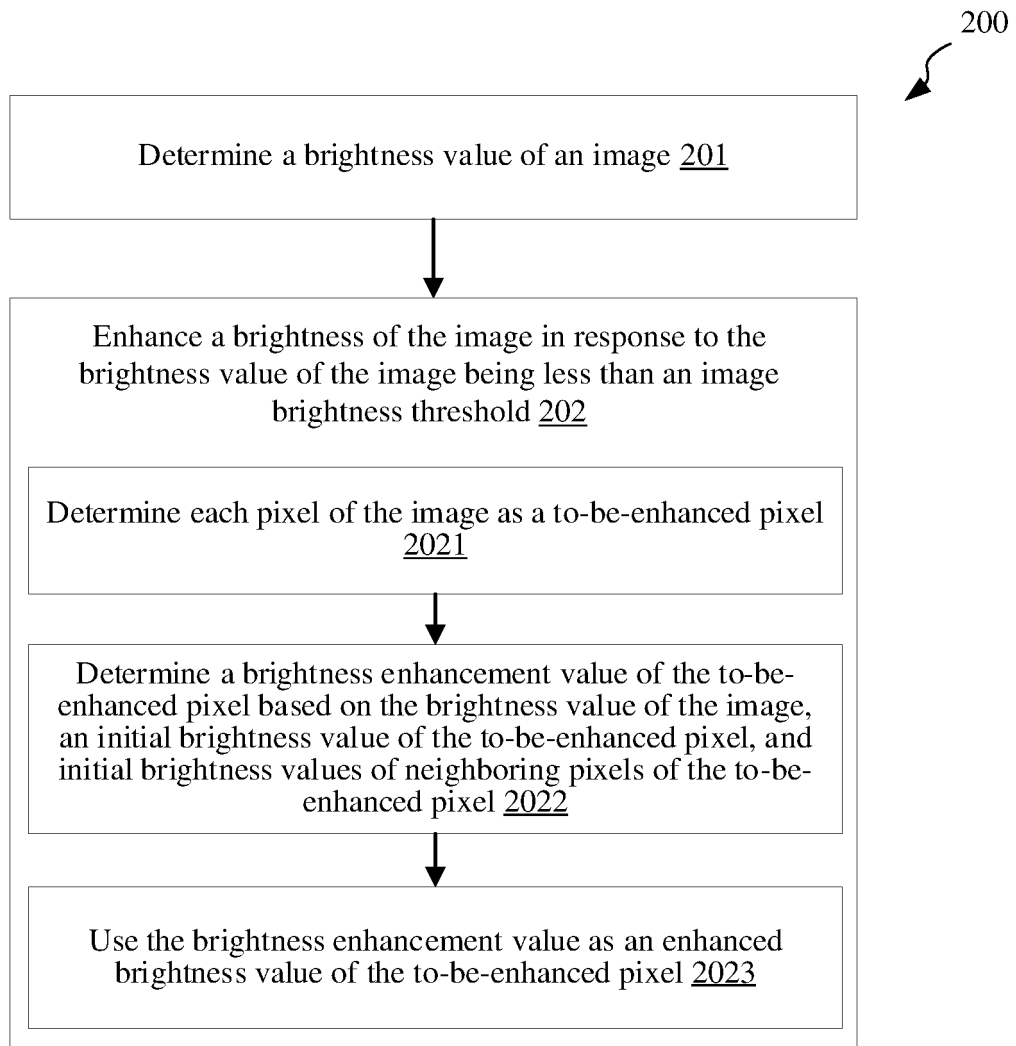 200
Determine a brightness value of an image 201
Enhance a brightness of the image in response to the
brightness value of the image being less than an image
brightness threshold 202
Determine each pixel of the image as a to-be-enhanced pixel
2021
Determine a brightness enhancement value of the to-be-
enhanced pixel based on the brightness value of the image,
an initial brightness value of the to-be-enhanced pixel, and
initial brightness values of neighboring pixels of the to-be-
enhanced pixel 2022
Use the brightness enhancement value as an enhanced
brightness value of the to-be-enhanced pixel 2023